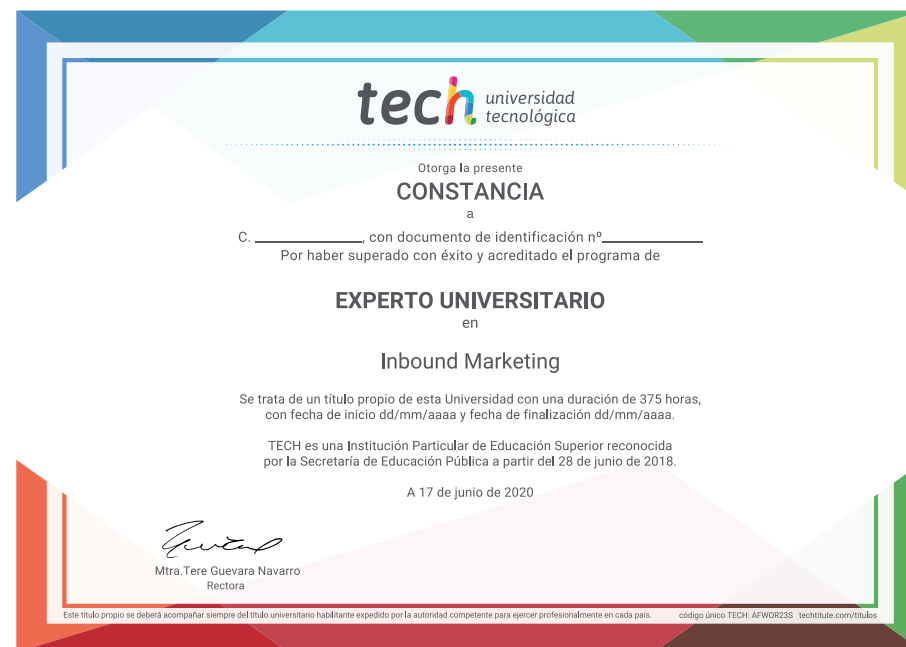 tech universidad
tecnológica
Otorga la presente
CONSTANCIA
a
C. ____________, con documento de identificación nº____________
Por haber superado con éxito y acreditado el programa de
EXPERTO UNIVERSITARIO
en
Inbound Marketing
Se trata de un título propio de esta Universidad con una duración de 375 horas,
con fecha de inicio dd/mm/aaaa y fecha de finalización dd/mm/aaaa.
TECH es una Institución Particular de Educación Superior reconocida
por la Secretaría de Educación Pública a partir del 28 de junio de 2018.
A 17 de junio de 2020
Mtra.Tere Guevara Navarro
Rectora
Este título propio se deberá acompañar siempre del título universitario habilitante expedido por la autoridad competente para ejercer profesionalmente en cada país. código único TECH: AFWOR23S techtitute.com/titulos